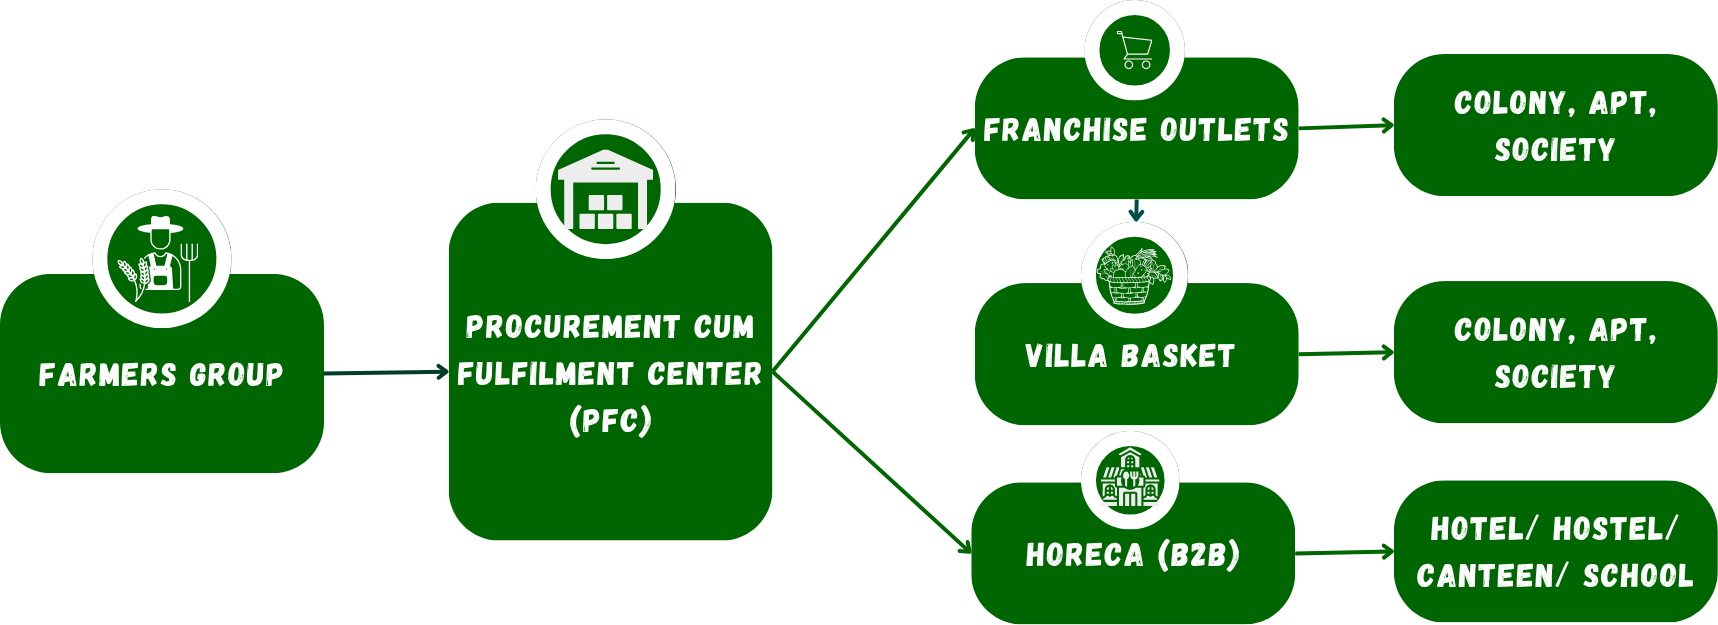 FARMERS GROUP
PROCUREMENT CUM
FULFILMENT CENTER
(PFC)
FRANCHISE OUTLETS
COLONY, APT,
SOCIETY
VILLA BASKET
COLONY, APT,
SOCIETY
HORECA (B2B)
HOTEL/ HOSTEL/
CANTEEN/ SCHOOL